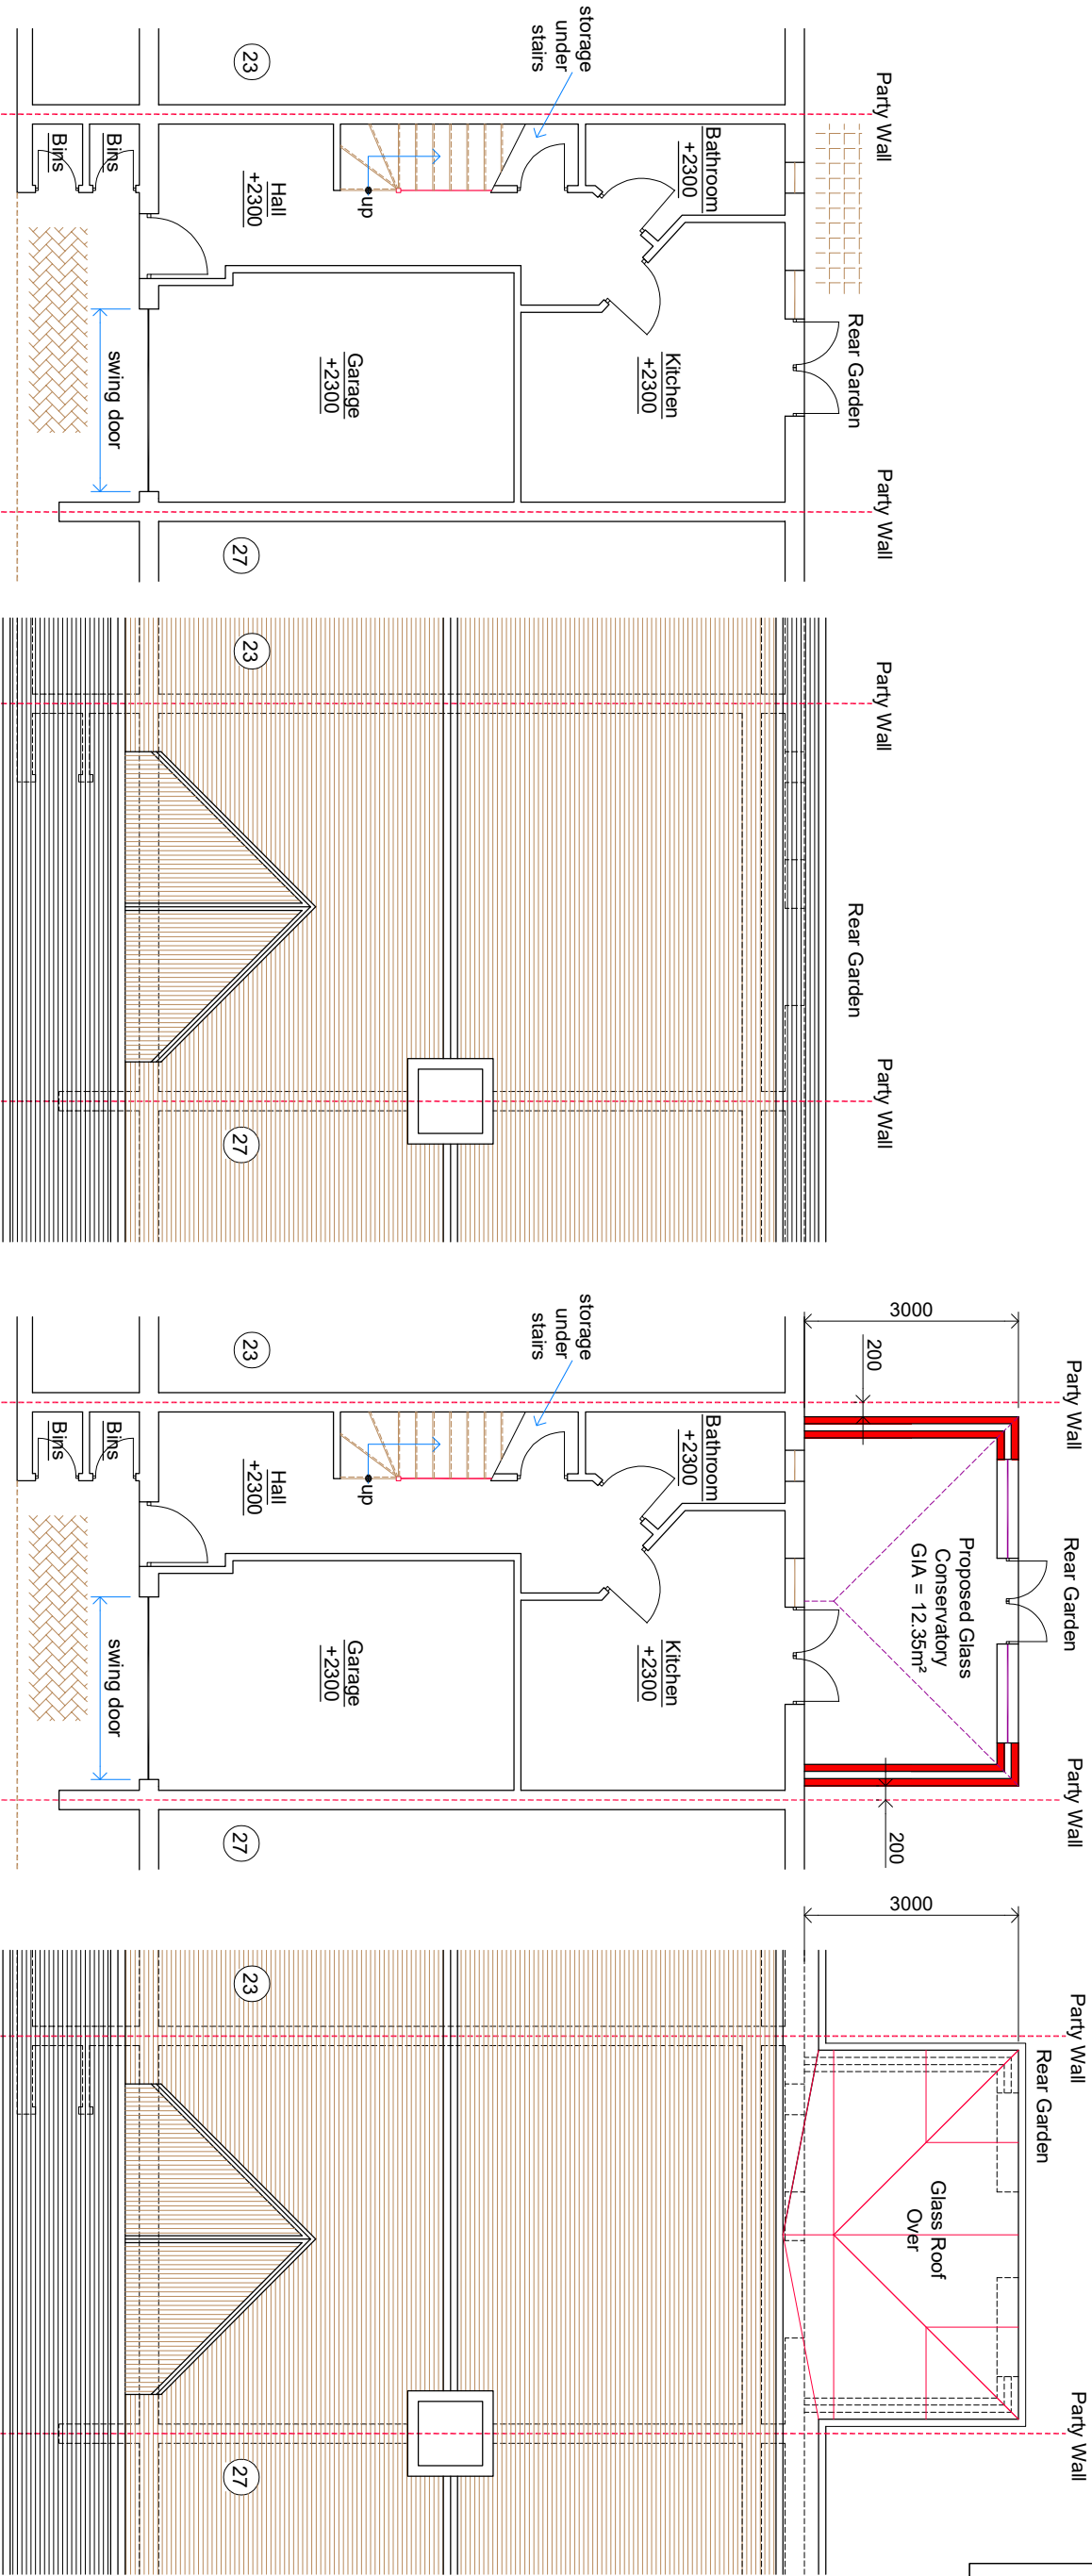 Party Wall
Rear Garden
Party Wall
storage
under
stairs
Bathroom
+2300
Kitchen
+2300
up
23
Hall
+2300
Garage
+2300
27
Bins
Bins
swing door
Party Wall
Rear Garden
Party Wall
23
27
Party Wall
Rear Garden
Party Wall
3000
200
Proposed Glass
Conservatory
GIA = 12.35m²
200
storage
under
stairs
Bathroom
+2300
Kitchen
+2300
up
23
Hall
+2300
Garage
+2300
27
Bins
Bins
swing door
Party Wall
Rear Garden
Party Wall
3000
Glass Roof
Over
23
27